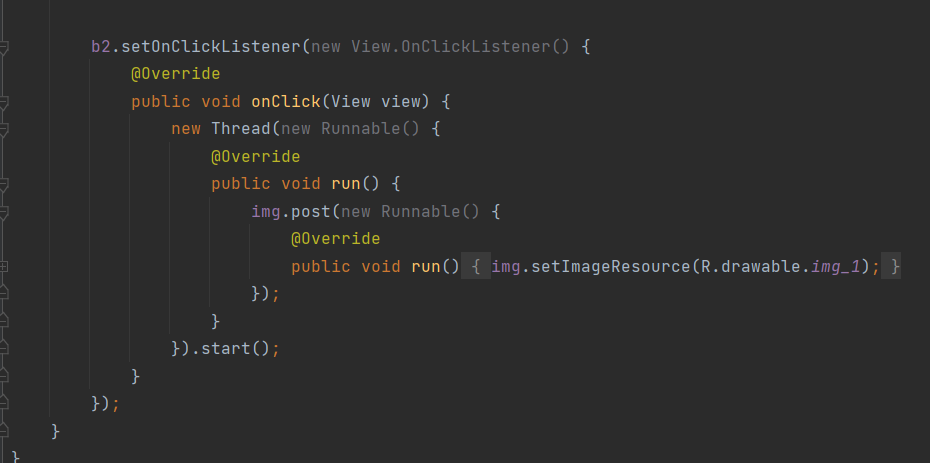 b2.setOnClickListener(new View.OnClickListener() {
@Override
public void onClick(View view) {
new Thread(new Runnable() {
@Override
public void run() {
img.post(new Runnable() {
@Override
public void run() { img.setImageResource(R.drawable.img_1); }
});
}
}).start();
}
});
}
}